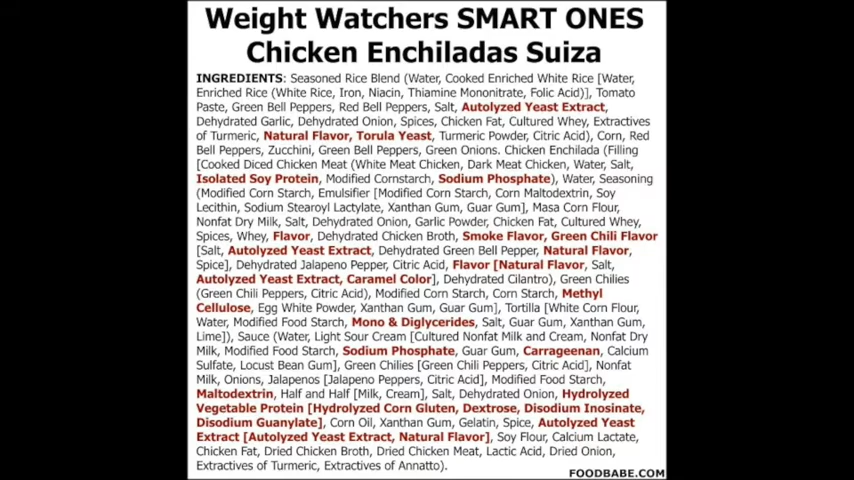 Weight Watchers SMART ONES
Chicken Enchiladas Suiza
INGREDIENTS: Seasoned Rice Blend (Water, Cooked Enriched White Rice [Water,
Enriched Rice (White Rice, Iron, Niacin, Thiamine Mononitrate, Folic Acid)], Tomato
Paste, Green Bell Peppers, Red Bell Peppers, Salt, Autolyzed Yeast Extract,
Dehydrated Garlic, Dehydrated Onion, Spices, Chicken Fat, Cultured Whey, Extractives
of Turmeric, Natural Flavor, Torula Yeast, Turmeric Powder, Citric Acid), Corn, Red
Bell Peppers, Zucchini, Green Bell Peppers, Green Onions. Chicken Enchilada (Filling
[Cooked Diced Chicken Meat (White Meat Chicken, Dark Meat Chicken, Water, Salt,
Isolated Soy Protein, Modified Cornstarch, Sodium Phosphate), Water, Seasoning
(Modified Corn Starch, Emulsifier [Modified Corn Starch, Corn Maltodextrin, Soy
Lecithin, Sodium Stearoyl Lactylate, Xanthan Gum, Guar Gum], Masa Corn Flour,
Nonfat Dry Milk, Salt, Dehydrated Onion, Garlic Powder, Chicken Fat, Cultured Whey,
Spices, Whey, Flavor, Dehydrated Chicken Broth, Smoke Flavor, Green Chili Flavor
[Salt, Autolyzed Yeast Extract, Dehydrated Green Bell Pepper, Natural Flavor,
Spice], Dehydrated Jalapeno Pepper, Citric Acid, Flavor [Natural Flavor, Salt,
Autolyzed Yeast Extract, Caramel Color], Dehydrated Cilantro), Green Chilies
(Green Chili Peppers, Citric Acid), Modified Corn Starch, Corn Starch, Methyl
Cellulose, Egg White Powder, Xanthan Gum, Guar Gum], Tortilla [White Corn Flour,
Water, Modified Food Starch, Mono & Diglycerides, Salt, Guar Gum, Xanthan Gum,
Lime]), Sauce (Water, Light Sour Cream [Cultured Nonfat Milk and Cream, Nonfat Dry
Milk, Modified Food Starch, Sodium Phosphate, Guar Gum, Carrageenan, Calcium
Sulfate, Locust Bean Gum], Green Chilies [Green Chili Peppers, Citric Acid], Nonfat
Milk, Onions, Jalapenos [Jalapeno Peppers, Citric Acid], Modified Food Starch,
Maltodextrin, Half and Half [Milk, Cream], Salt, Dehydrated Onion, Hydrolyzed
Vegetable Protein [Hydrolyzed Corn Gluten, Dextrose, Disodium Inosinate,
Disodium Guanylate], Corn Oil, Xanthan Gum, Gelatin, Spice, Autolyzed Yeast
Extract [Autolyzed Yeast Extract, Natural Flavor], Soy Flour, Calcium Lactate,
Chicken Fat, Dried Chicken Broth, Dried Chicken Meat, Lactic Acid, Dried Onion,
Extractives of Turmeric, Extractives of Annatto).
FOODBABE.COM